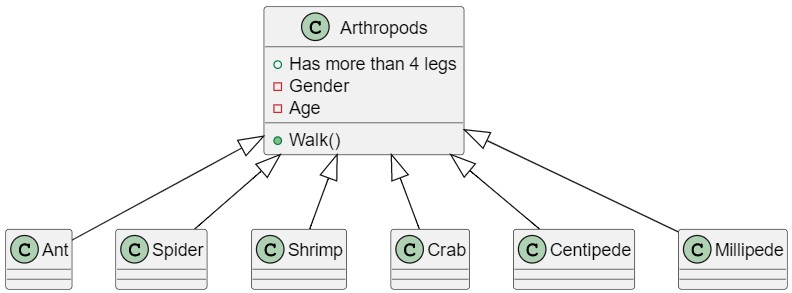 C Arthropods
Has more than 4 legs
Gender
Age
Walk()
C Ant
C Spider
C Shrimp
C Crab
C Centipede
C Millipede